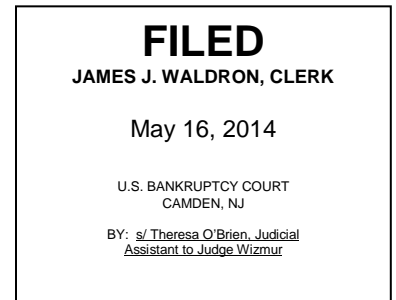 FILED
JAMES J. WALDRON, CLERK
May 16, 2014
U.S. BANKRUPTCY COURT
CAMDEN, NJ
BY: s/ Theresa O'Brien, Judicial
Assistant to Judge Wizmur